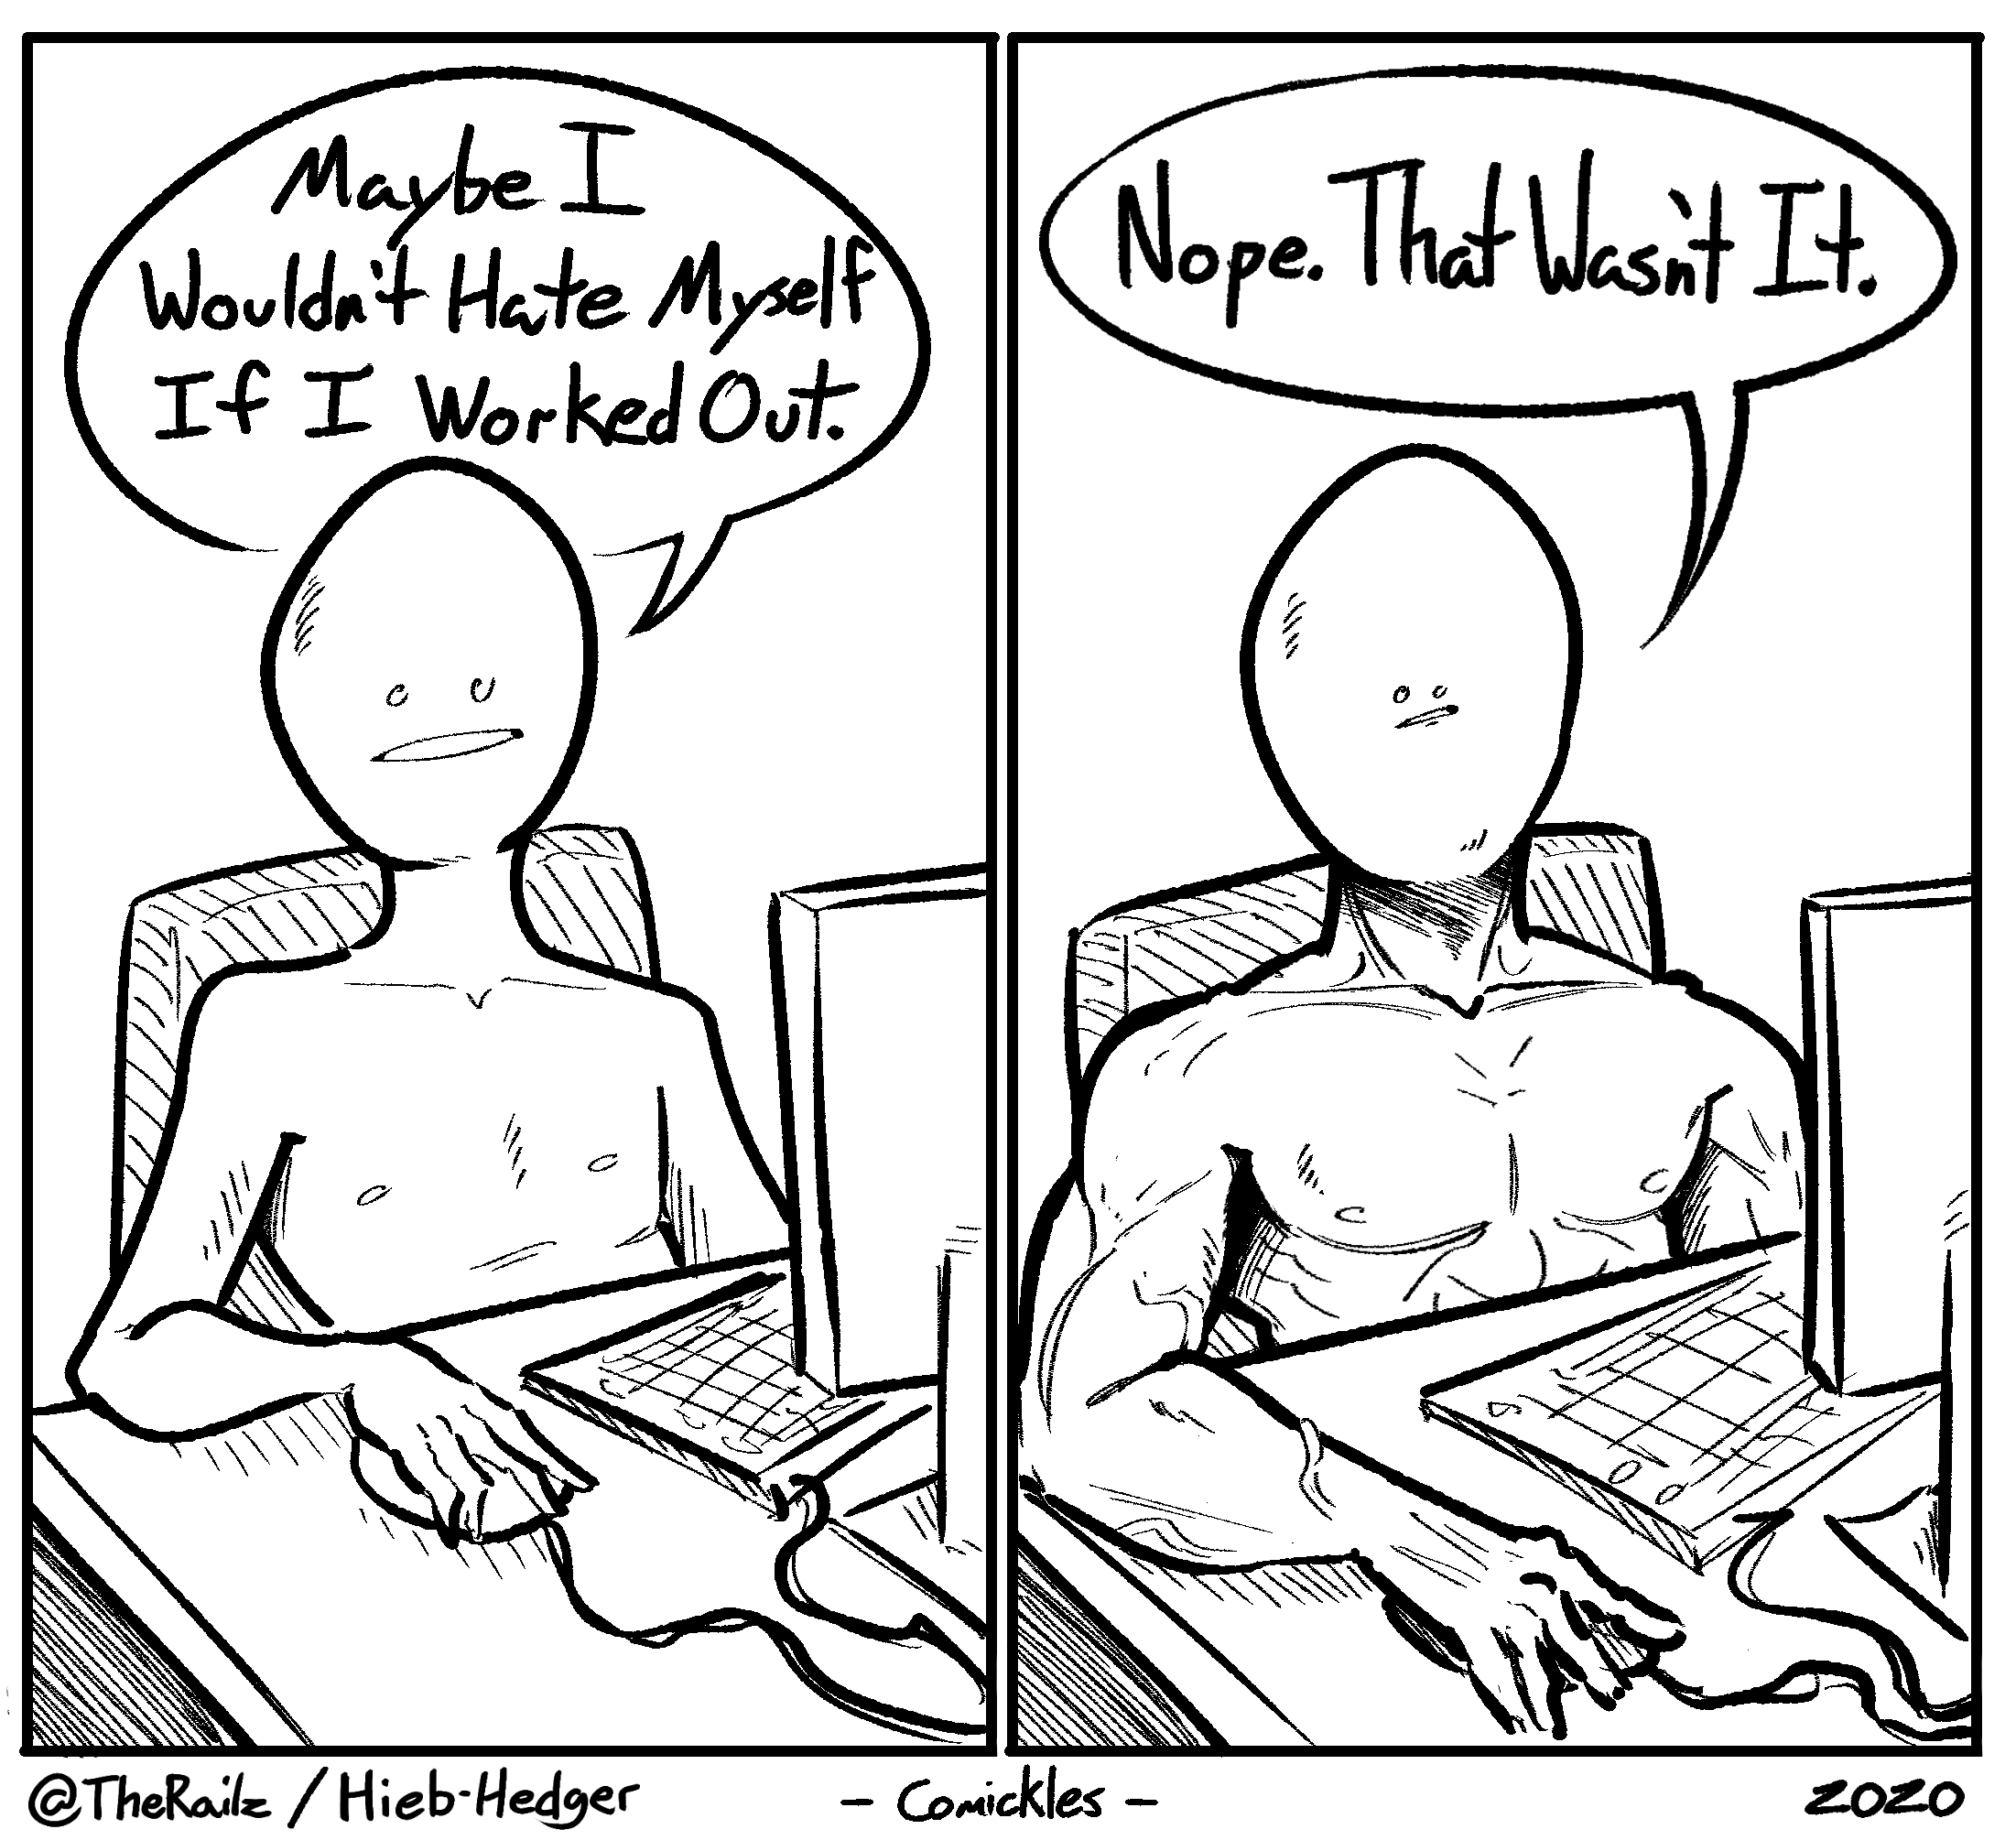 Maybe I
Wouldn't Hate Myself
If I Worked Out.
Nope. That Wasn't It.
@TheRailz / Hieb-Hedger
- Comickles -
2020